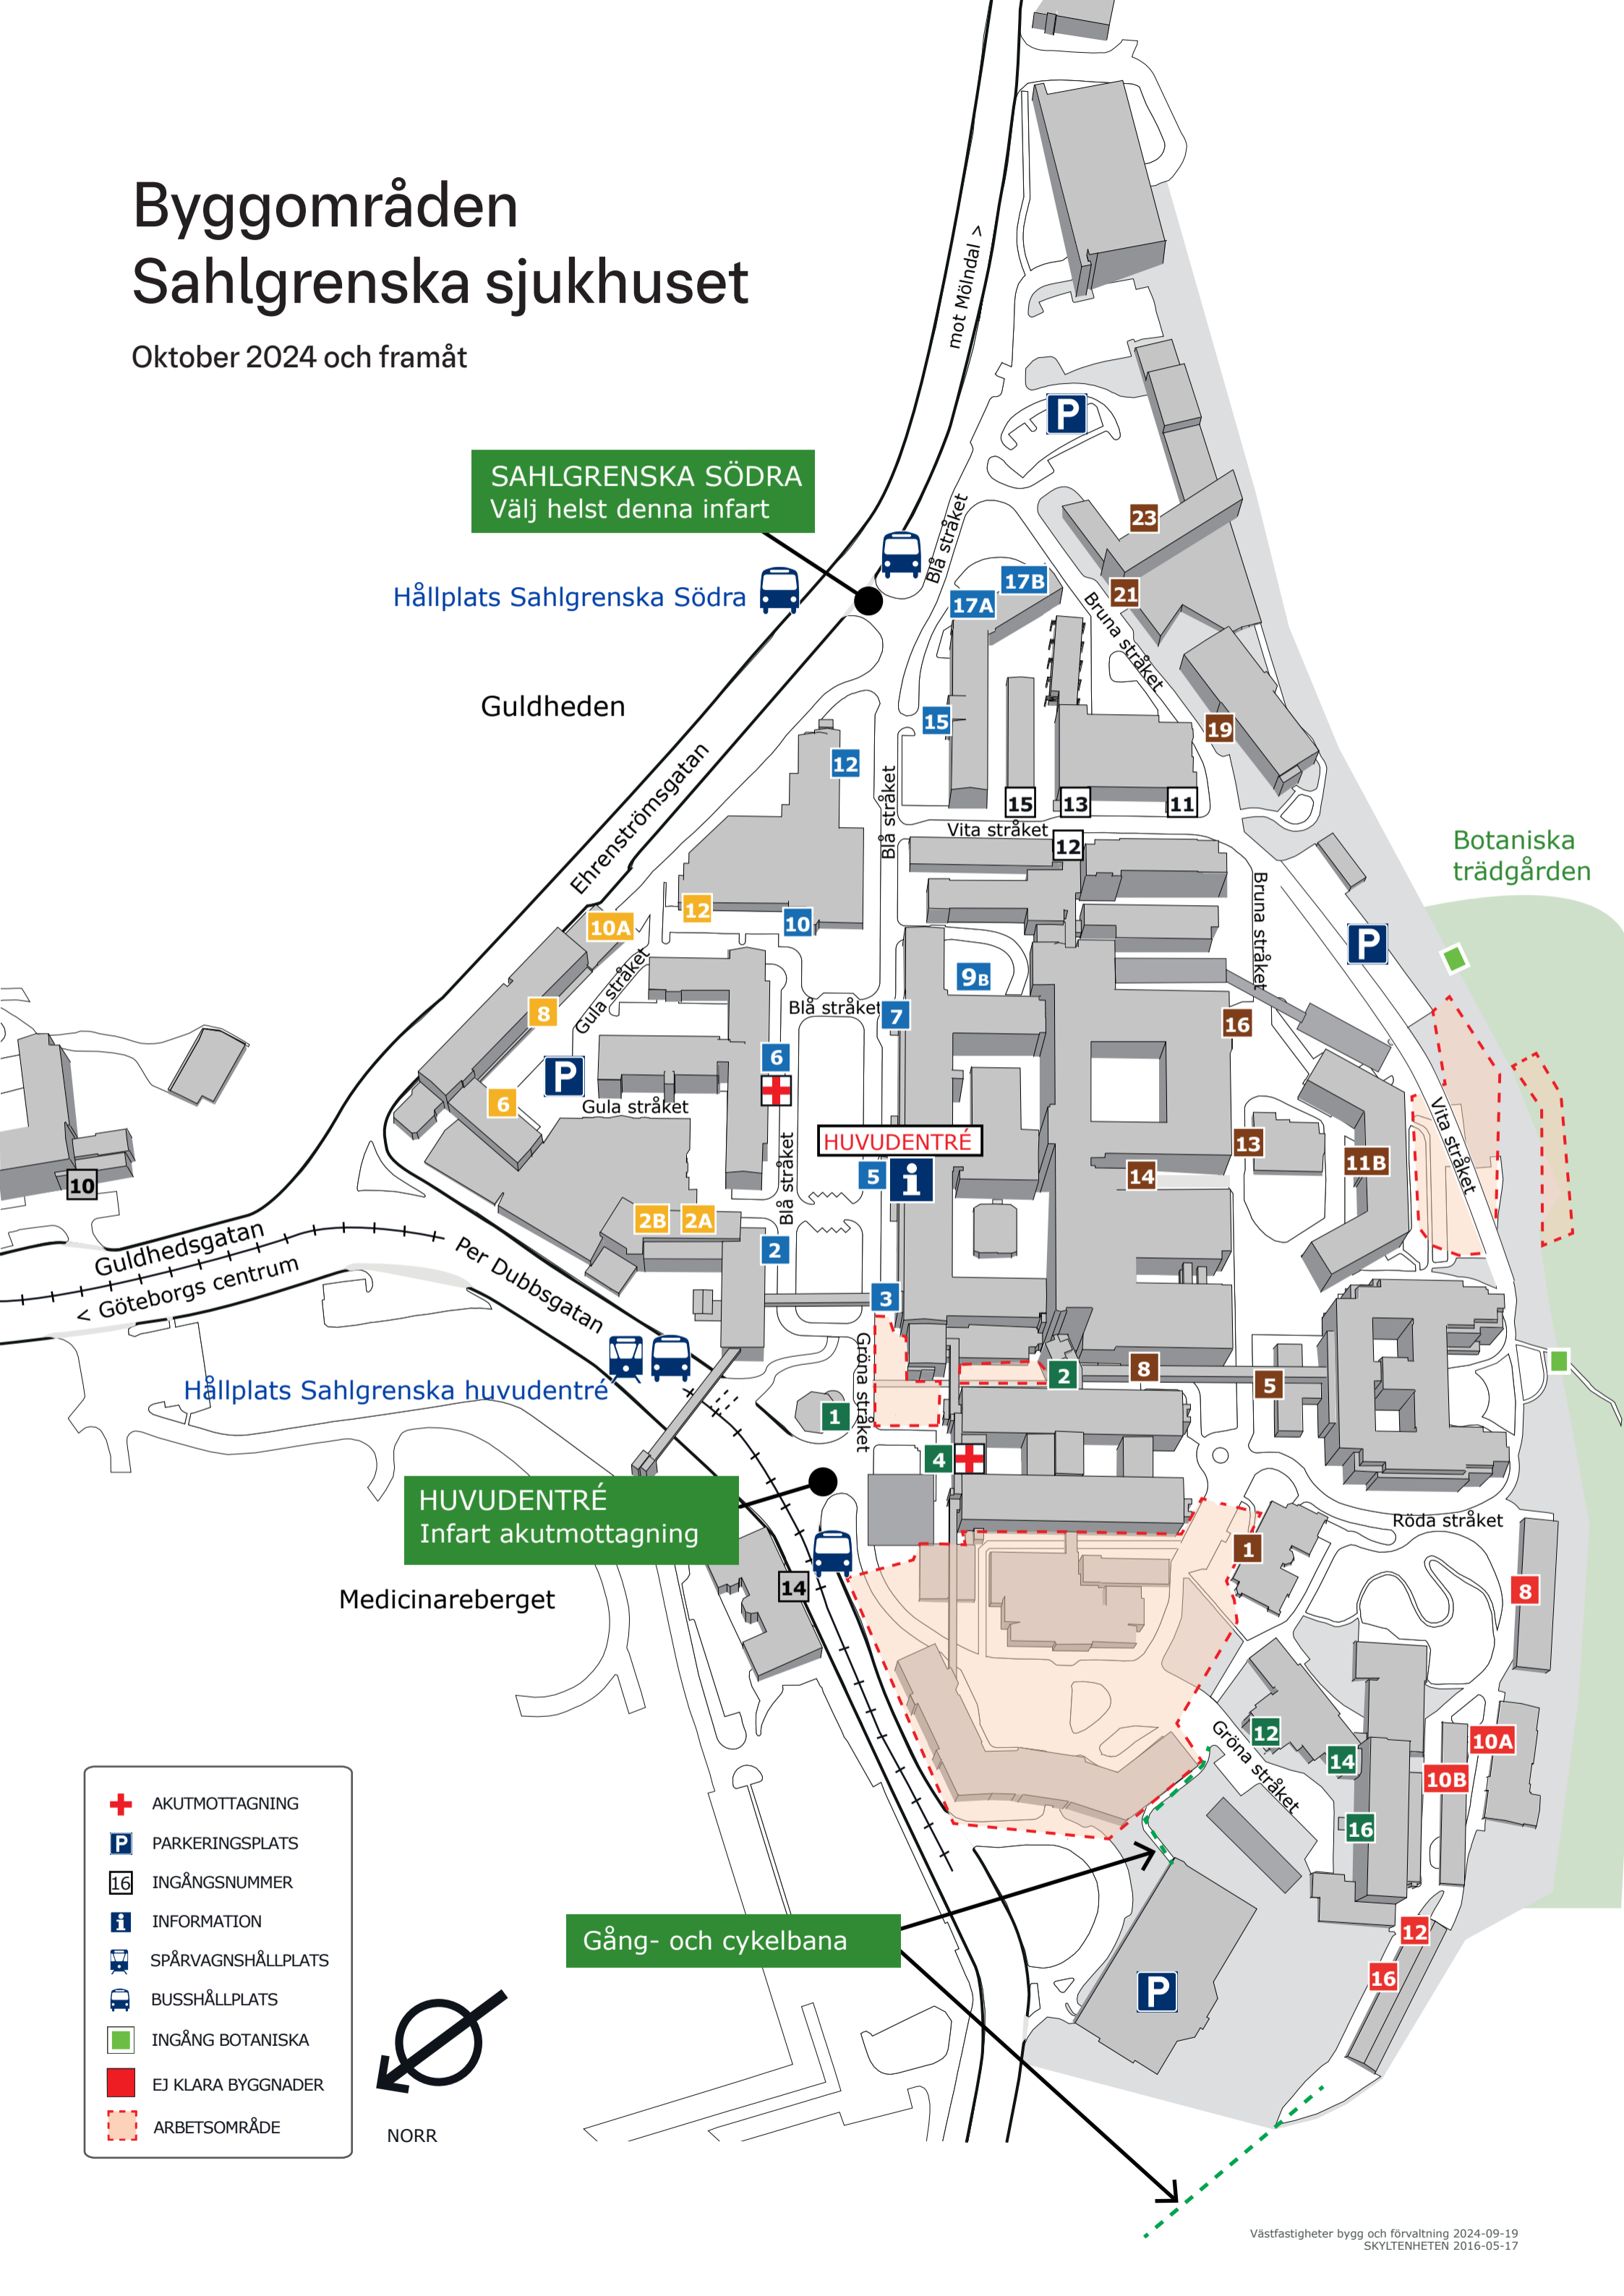 Byggområden
Sahlgrenska sjukhuset
Oktober 2024 och framåt
mot Mölndal >
P
SAHLGRENSKA SÖDRA
Välj helst denna infart
Blå stråket
23
Hållplats Sahlgrenska Södra
17B
17A
21
Bruna stråket
Guldheden
15
19
12
Ehrenströmsgatan
Blå stråket
15
13
11
Vita stråket
12
Botaniska
trädgården
Bruna stråket
12
10A
10
P
Gula stråket
9B
8
Blå stråket
7
16
6
P
6
Gula stråket
Vita stråket
HUVUDENTRÉ
Blå stråket
13
11B
5
i
14
10
2B
2A
2
Guldhedsgatan
< Göteborgs centrum
Per Dubbsgatan
3
Gröna stråket
2
8
5
Hållplats Sahlgrenska huvudentré
1
4
HUVUDENTRÉ
Infart akutmottagning
Röda stråket
1
14
8
Medicinareberget
12
Gröna stråket
14
10A
10B
16
AKUTMOTTAGNING
P PARKERINGSPLATS
16 INGÅNGSNUMMER
i INFORMATION
SPÅRVAGNSHÅLLPLATS
BUSSHÅLLPLATS
INGÅNG BOTANISKA
EJ KLARA BYGGNADER
ARBETSOMRÅDE
NORR
Gång- och cykelbana
12
16
P
Västfastigheter bygg och förvaltning 2024-09-19
SKYLTENHETEN 2016-05-17